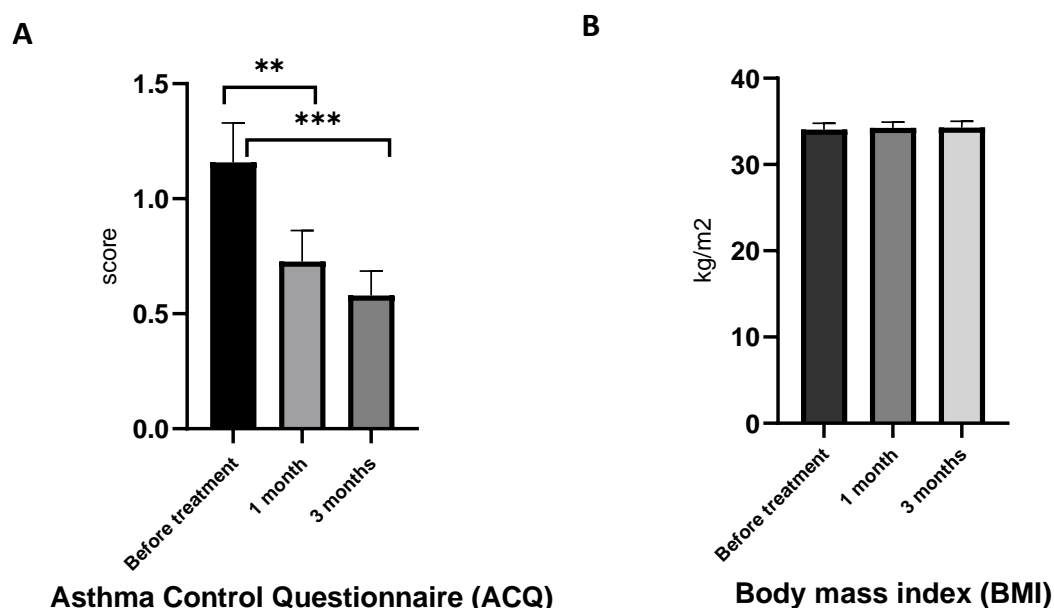 A
**
***
1.5
1.0
0.5
0.0
score
Before treatment
1 month
3 months
Asthma Control Questionnaire (ACQ)
B
40
30
20
10
0
kg/m2
Before treatment
1 month
3 months
Body mass index (BMI)